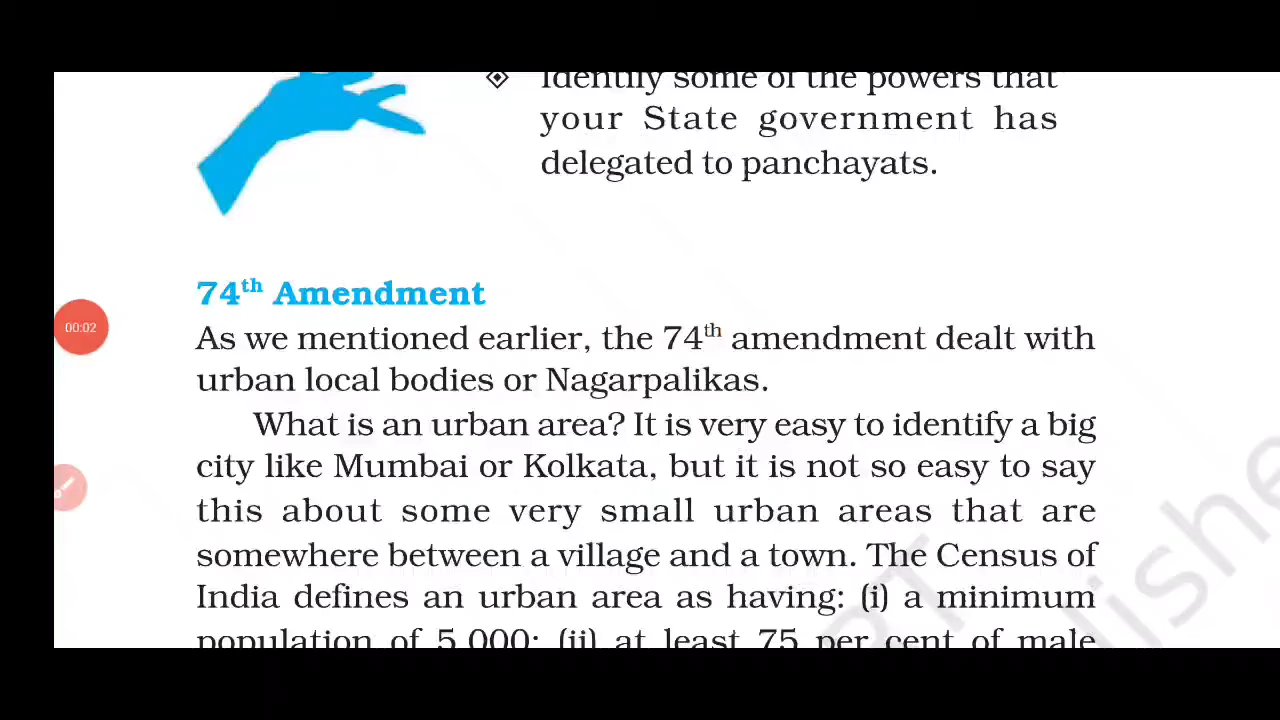 Identify some of the powers that
your State government has
delegated to panchayats.
74th Amendment
As we mentioned earlier, the 74th amendment dealt with
urban local bodies or Nagarpalikas.
What is an urban area? It is very easy to identify a big
city like Mumbai or Kolkata, but it is not so easy to say
this about some very small urban areas that are
somewhere between a village and a town. The Census of
India defines an urban area as having: (i) a minimum
population of 5,000; (ii) at least 75 per cent of male
00:02